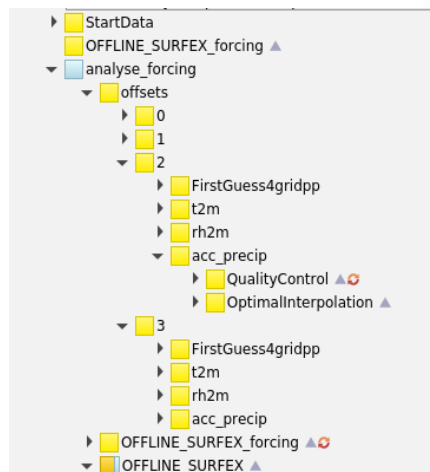 StartData
OFFLINE_SURFEX_forcing
analyse_forcing
offsets
0
1
2
FirstGuess4gridpp
t2m
rh2m
acc_precip
QualityControl
OptimalInterpolation
3
FirstGuess4gridpp
t2m
rh2m
acc_precip
OFFLINE_SURFEX_forcing
OFFLINE_SURFEX